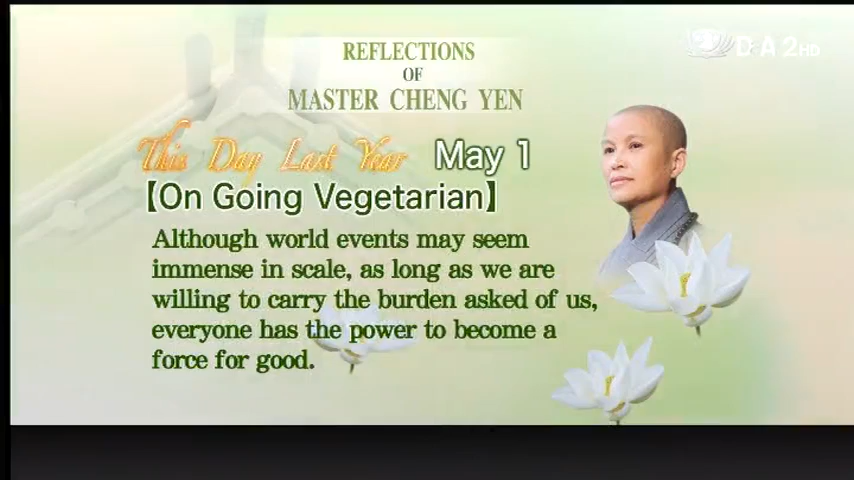 REFLECTIONS
OF
MASTER CHENG YEN
This Day Last Year May 1
【On Going Vegetarian】
Although world events may seem
immense in scale, as long as we are
willing to carry the burden asked of us,
everyone has the power to become a
force for good.